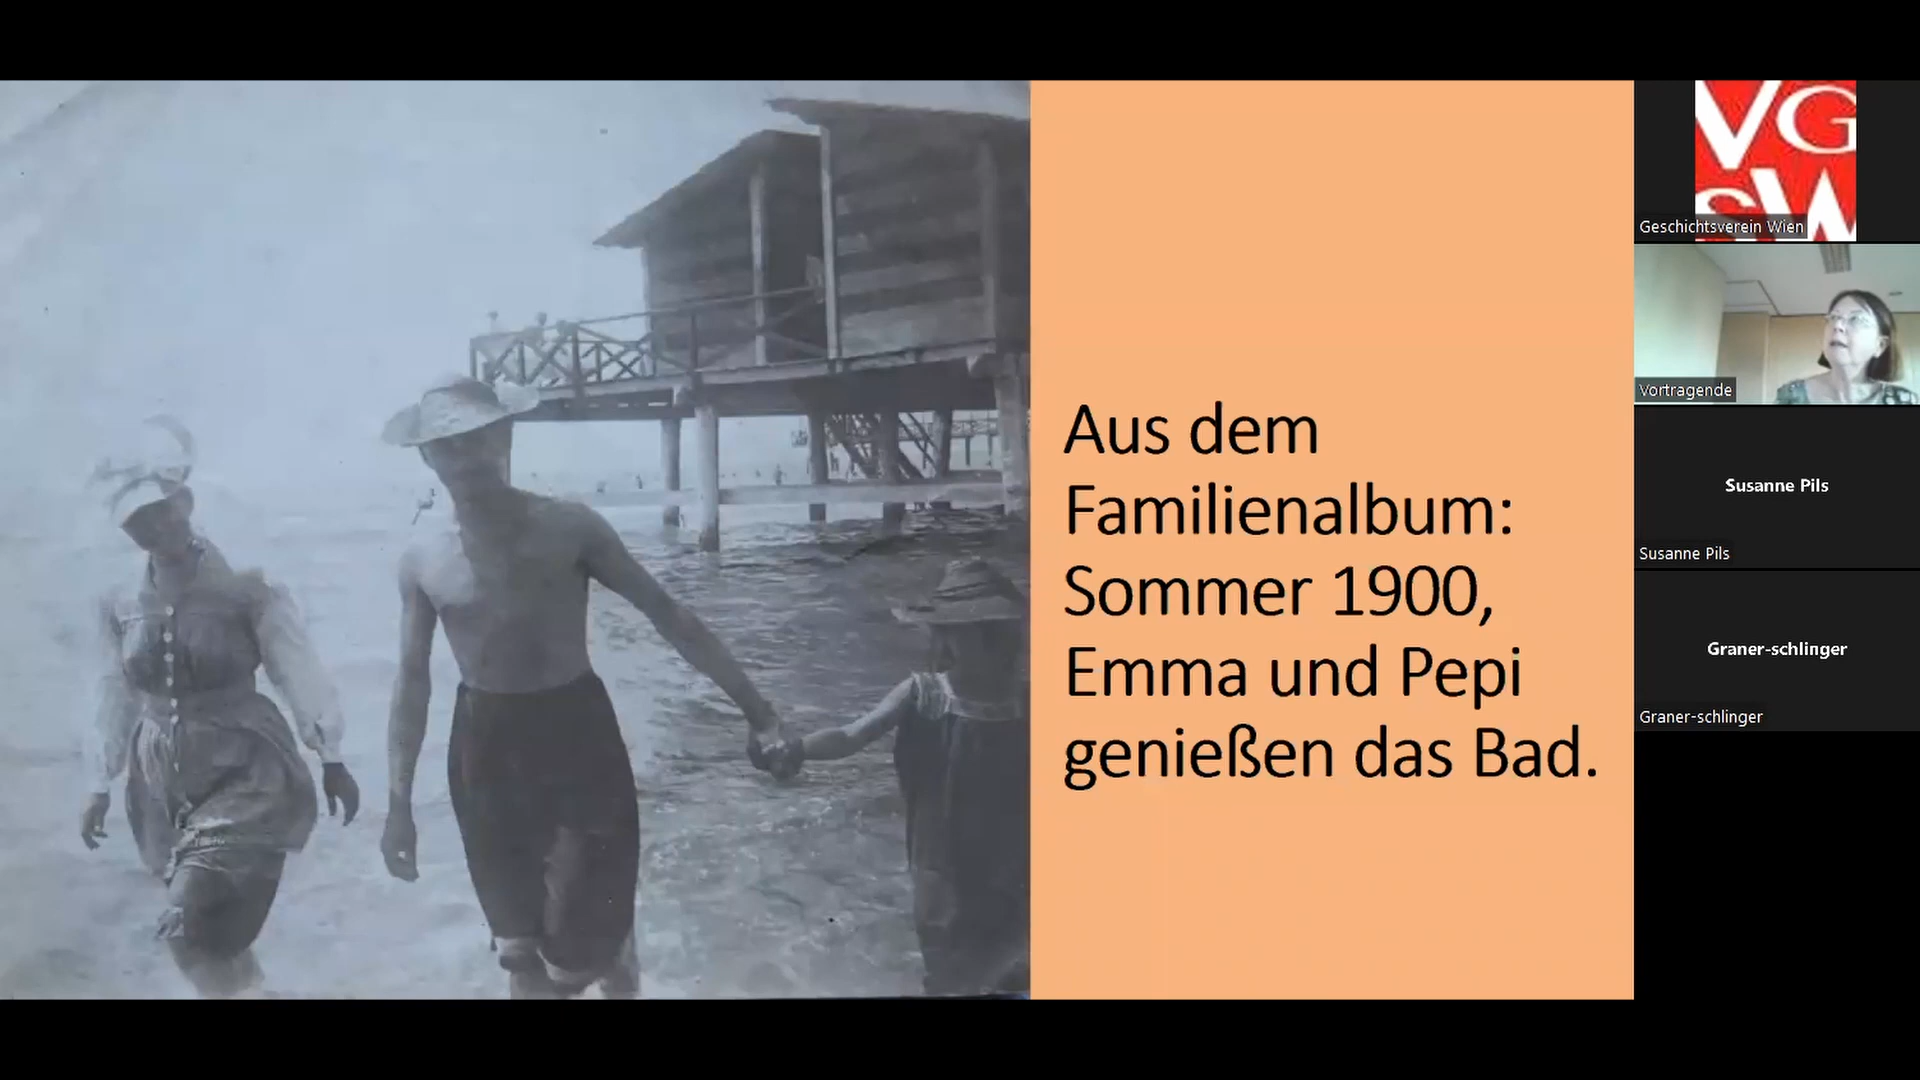 Aus dem
Familienalbum:
Sommer 1900,
Emma und Pepi
genießen das Bad.
VG
SW
Geschichtsverein Wien
Vortragende
Susanne Pils
Susanne Pils
Graner-schlinger
Graner-schlinger